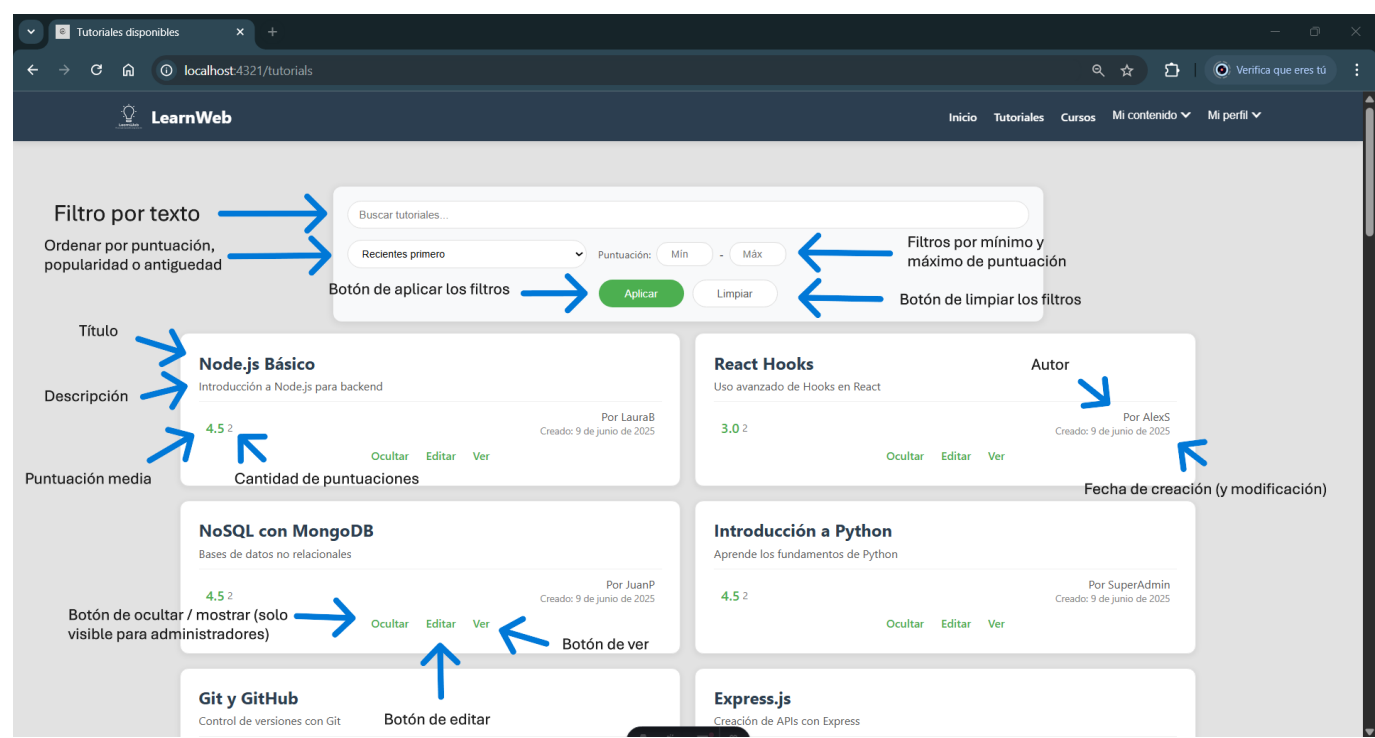 Tutoriales disponibles
localhost:4321/tutorials
Verifica que eres tú
LearnWeb
Inicio Tutoriales Cursos Mi contenido Mi perfil
Filtro por texto
Buscar tutoriales...
Ordenar por puntuación,
popularidad o antiguedad
Recientes primero
Puntuación: Mín - Máx
Filtros por mínimo y
máximo de puntuación
Botón de aplicar los filtros
Aplicar
Limpiar
Botón de limpiar los filtros
Título
Node.js Básico
Introducción a Node.js para backend
Descripción
4.5 2
Por LauraB
Creado: 9 de junio de 2025
Ocultar Editar Ver
Puntuación media
Cantidad de puntuaciones
React Hooks
Autor
Uso avanzado de Hooks en React
3.0 2
Por AlexS
Creado: 9 de junio de 2025
Ocultar Editar Ver
Fecha de creación (y modificación)
NoSQL con MongoDB
Bases de datos no relacionales
4.5 2
Por JuanP
Creado: 9 de junio de 2025
Botón de ocultar / mostrar (solo
visible para administradores)
Ocultar Editar Ver
Botón de ver
Botón de editar
Introducción a Python
Aprende los fundamentos de Python
4.5 2
Por SuperAdmin
Creado: 9 de junio de 2025
Ocultar Editar Ver
Git y GitHub
Control de versiones con Git
Express.js
Creación de APIs con Express